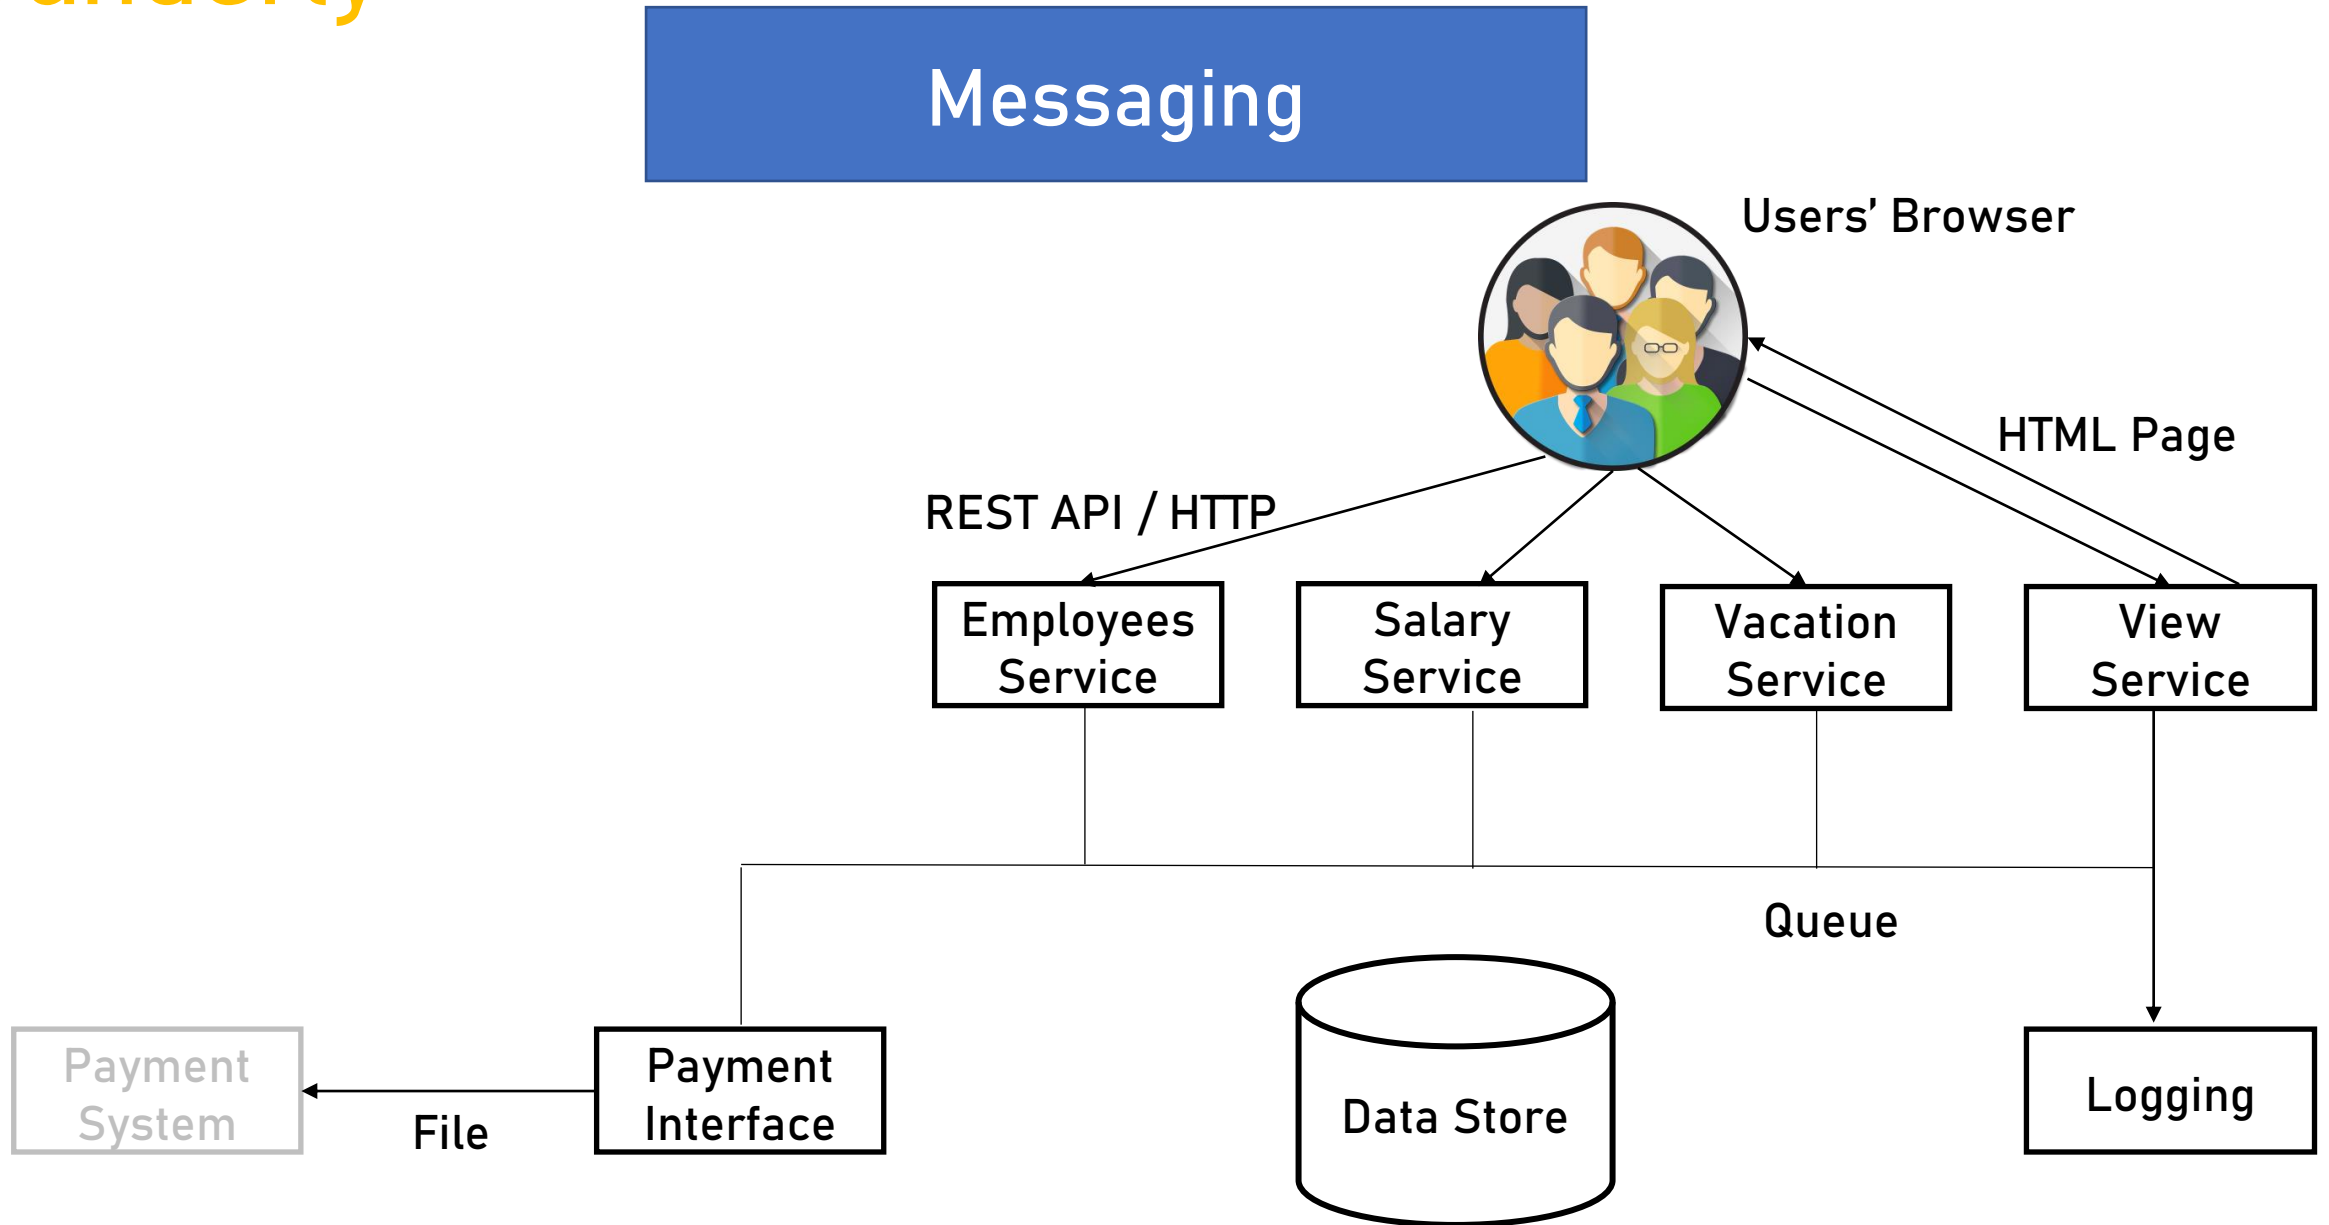 Messaging
Users' Browser
HTML Page
REST API / HTTP
Employees
Service
Salary
Service
Vacation
Service
View
Service
Queue
Payment
System
File
Payment
Interface
Data Store
Logging